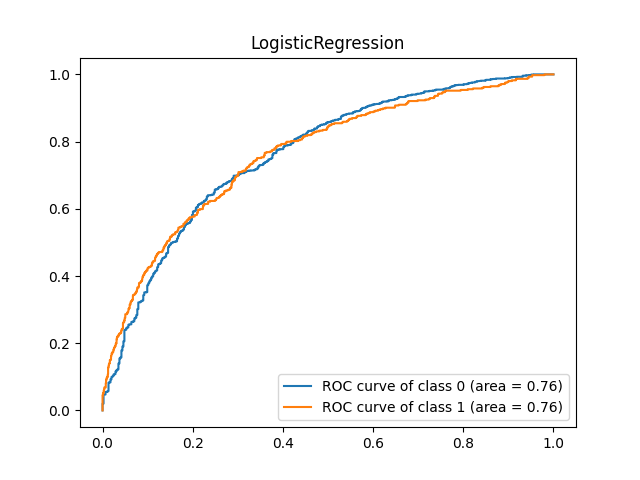 LogisticRegression
1.0
0.8
0.6
0.4
0.2
0.0
ROC curve of class 0 (area = 0.76)
ROC curve of class 1 (area = 0.76)
0.0 0.2 0.4 0.6 0.8 1.0